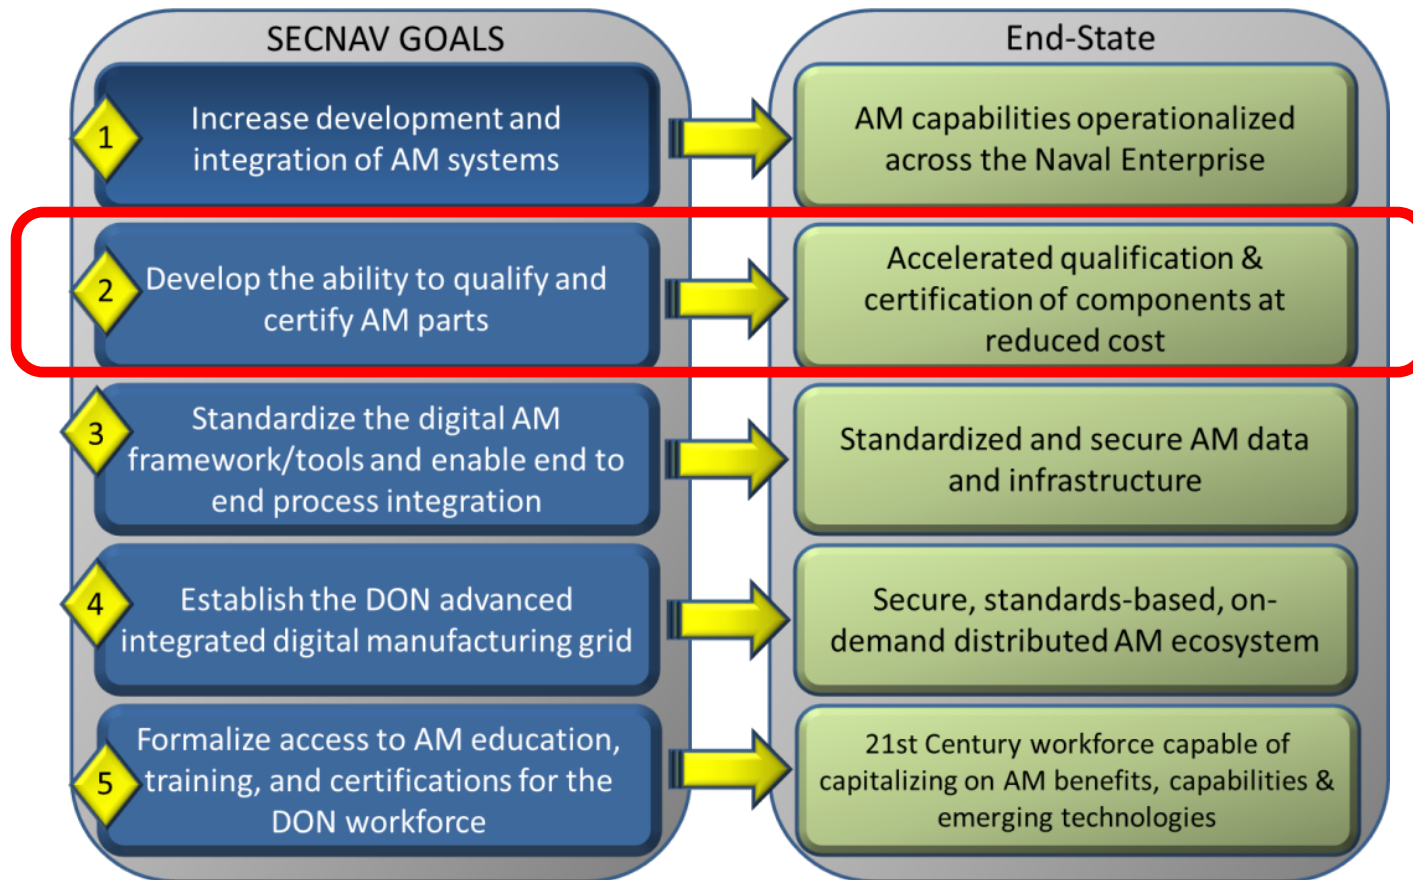 SECNAV GOALS
End-State
1
Increase development and
integration of AM systems
AM capabilities operationalized
across the Naval Enterprise
2
Develop the ability to qualify and
certify AM parts
Accelerated qualification &
certification of components at
reduced cost
3
Standardize the digital AM
framework/tools and enable end to
end process integration
Standardized and secure AM data
and infrastructure
4
Establish the DON advanced
integrated digital manufacturing grid
Secure, standards-based, on-
demand distributed AM ecosystem
5
Formalize access to AM education,
training, and certifications for the
DON workforce
21st Century workforce capable of
capitalizing on AM benefits, capabilities &
emerging technologies